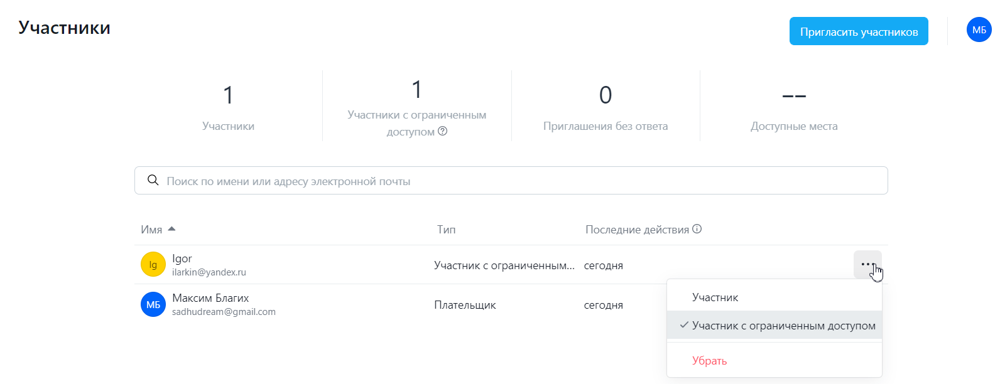 Участники
Пригласить участников
МБ
1
Участники
1
Участники с ограниченным
доступом
0
Приглашения без ответа
--
Доступные места
Поиск по имени или адресу электронной почты
Имя
Тип
Последние действия
Ig
Igor
ilarkin@yandex.ru
Участник с ограниченным...
сегодня
МБ
Максим Благих
sadhudream@gmail.com
Плательщик
сегодня
Участник
Участник с ограниченным доступом
Убрать